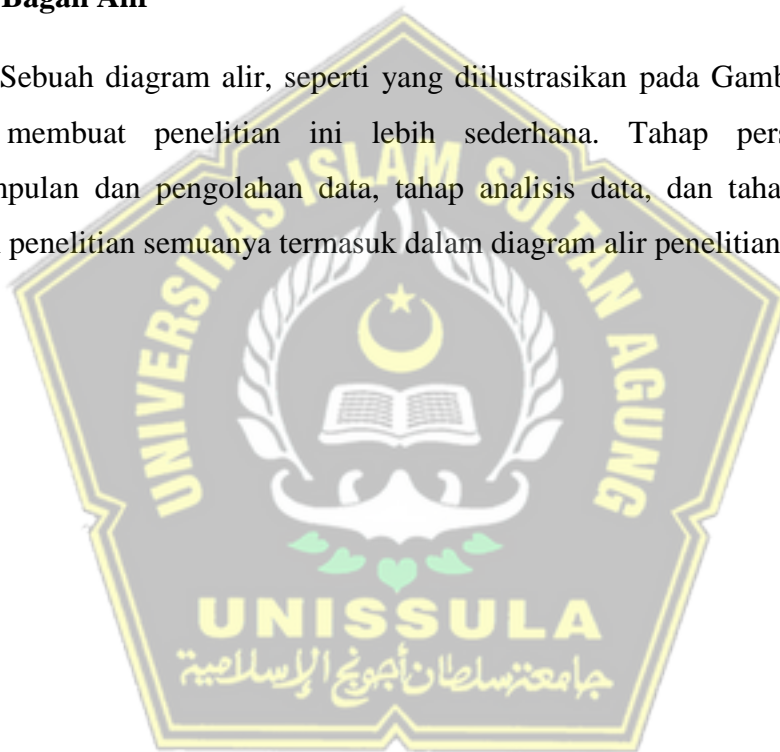 Bagan Alir
Sebuah diagram alir, seperti yang diilustrasikan pada Gamb
membuat penelitian ini lebih sederhana. Tahap pers
mpulan dan pengolahan data, tahap analisis data, dan taha
penelitian semuanya termasuk dalam diagram alir penelitian
UNIVERSITAS ISLAM SULTAN AGUNG
UNISSULA
جامعة سلطان أجونج الإسلامية